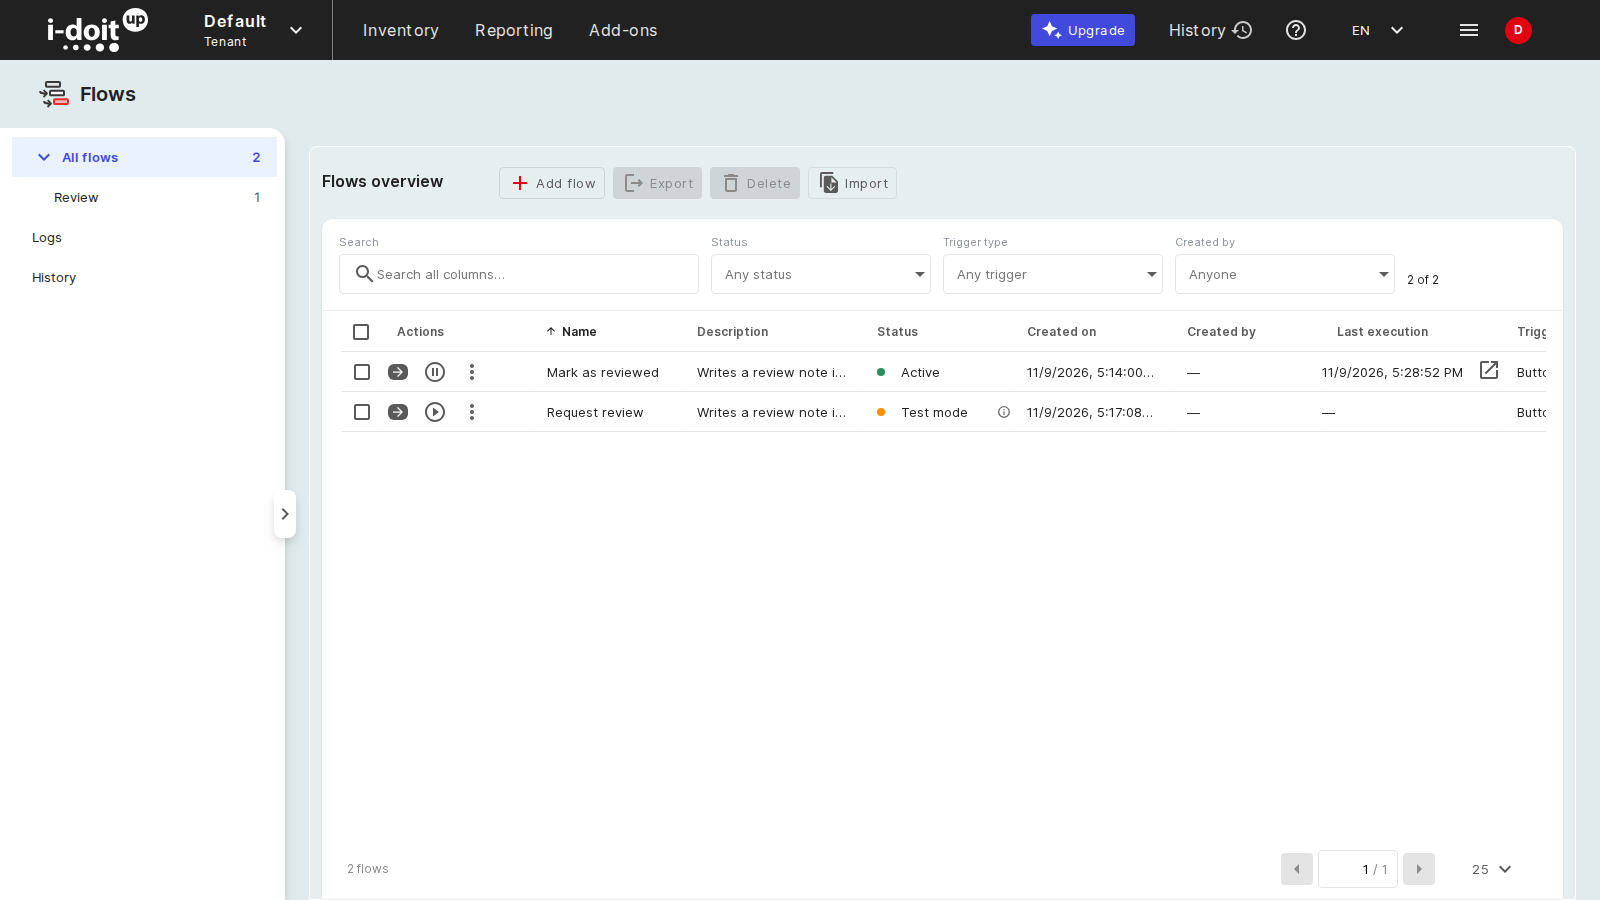 i-doit up
Default
Tenant
Inventory
Reporting
Add-ons
Upgrade
History
EN
D
Flows
All flows 2
Review 1
Logs
History
Flows overview
Add flow
Export
Delete
Import
Search
Status
Trigger type
Created by
Search all columns...
Any status
Any trigger
Anyone
2 of 2
Actions Name Description Status Created on Created by Last execution Trigg
Mark as reviewed Writes a review note i... Active 11/9/2026, 5:14:00... — 11/9/2026, 5:28:52 PM Butto
Request review Writes a review note i... Test mode 11/9/2026, 5:17:08... — — Butto
2 flows
1 / 1
25